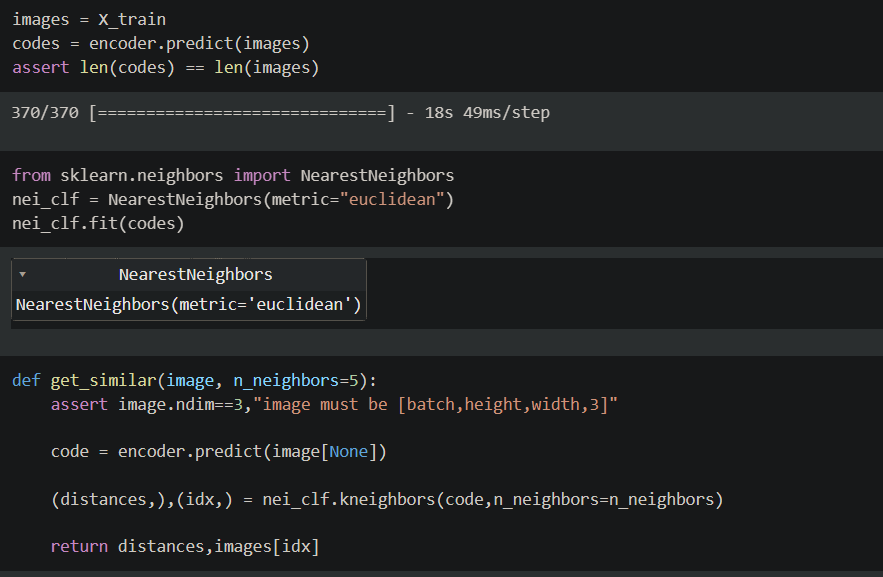 images = X_train
codes = encoder.predict(images)
assert len(codes) == len(images)
370/370 [==============================] - 18s 49ms/step
from sklearn.neighbors import NearestNeighbors
nei_clf = NearestNeighbors(metric="euclidean")
nei_clf.fit(codes)
▾ NearestNeighbors
NearestNeighbors(metric='euclidean')
def get_similar(image, n_neighbors=5):
    assert image.ndim==3,"image must be [batch,height,width,3]"
    code = encoder.predict(image[None])
    (distances,),(idx,) = nei_clf.kneighbors(code,n_neighbors=n_neighbors)
    return distances,images[idx]